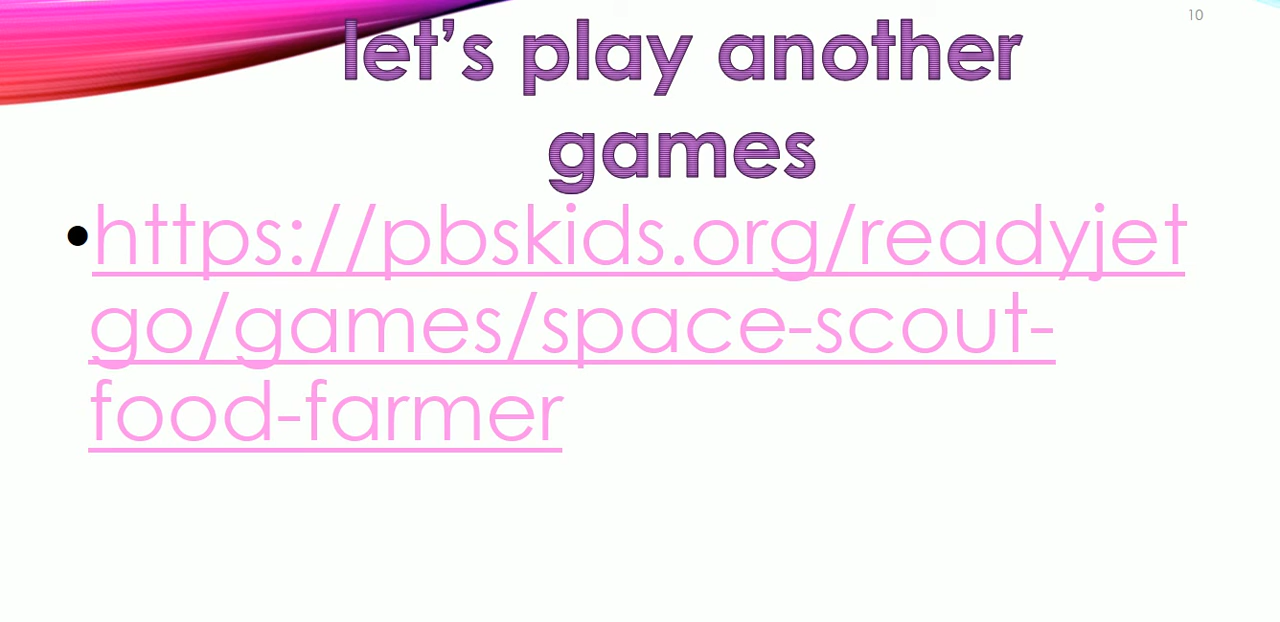 10
let’s play another
games
•https://pbskids.org/readyjet
go/games/space-scout-
food-farmer